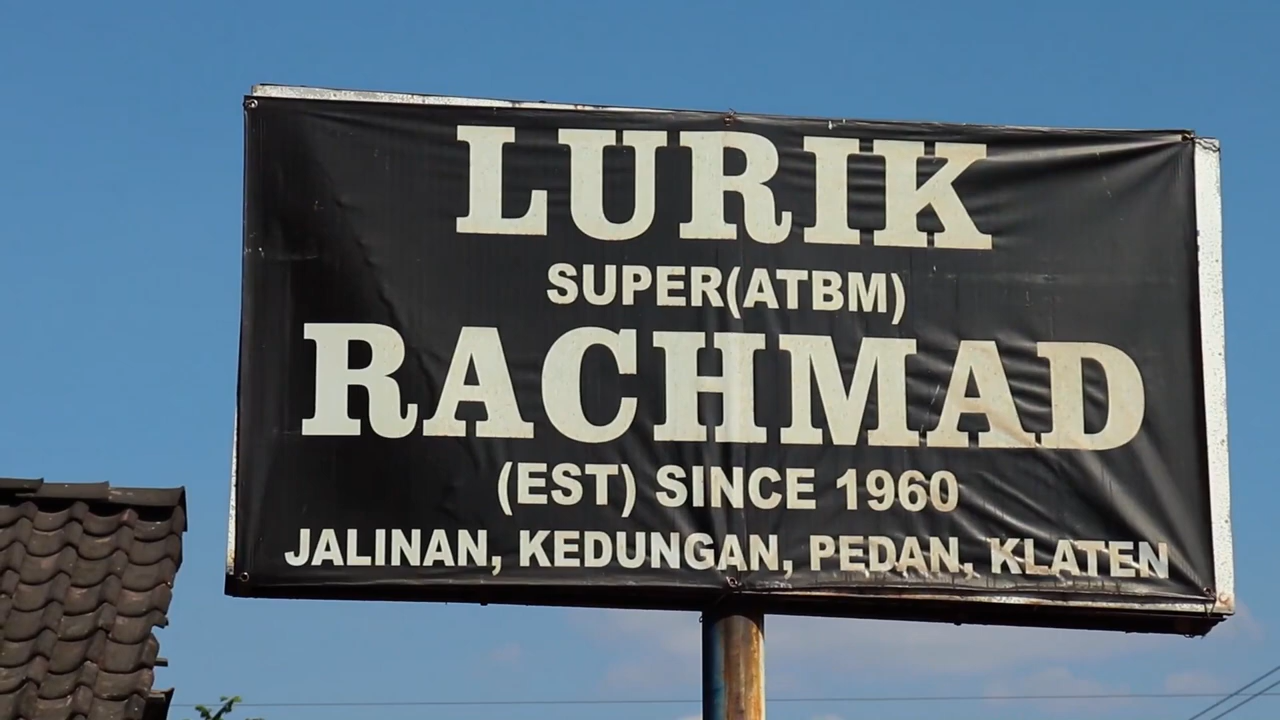 LURIK
SUPER(ATBM)
RACHMAD
(EST) SINCE 1960
JALINAN, KEDUNGAN, PEDAN, KLATEN